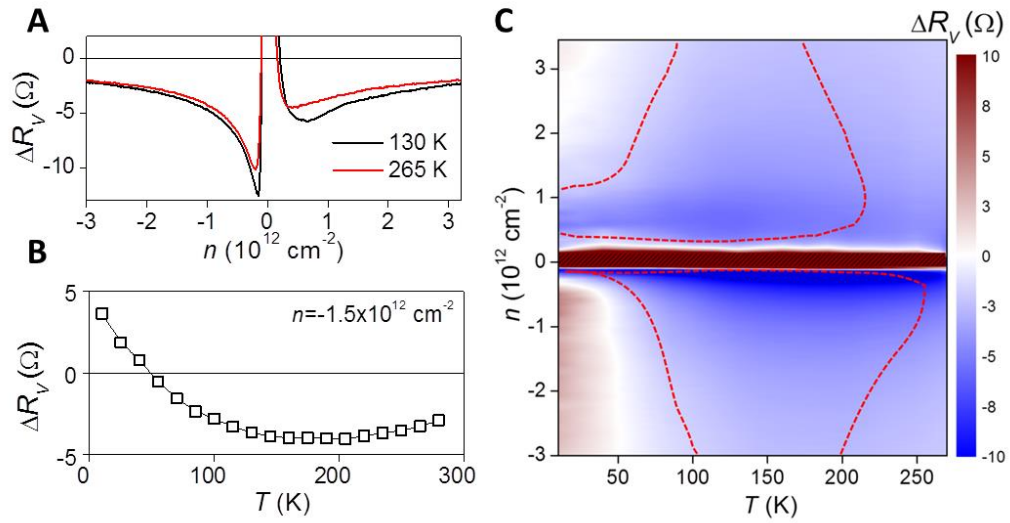 A
0
-5
-10
ΔR_V (Ω)
130 K
265 K
-3 -2 -1 0 1 2 3
n (10^12 cm^-2)
B
5
0
-5
ΔR_V (Ω)
n=-1.5x10^12 cm^-2
0 100 200 300
T (K)
C
ΔR_V (Ω)
3
2
1
0
-1
-2
-3
n (10^12 cm^-2)
50 100 150 200 250
T (K)
10
8
5
3
0
-3
-5
-8
-10